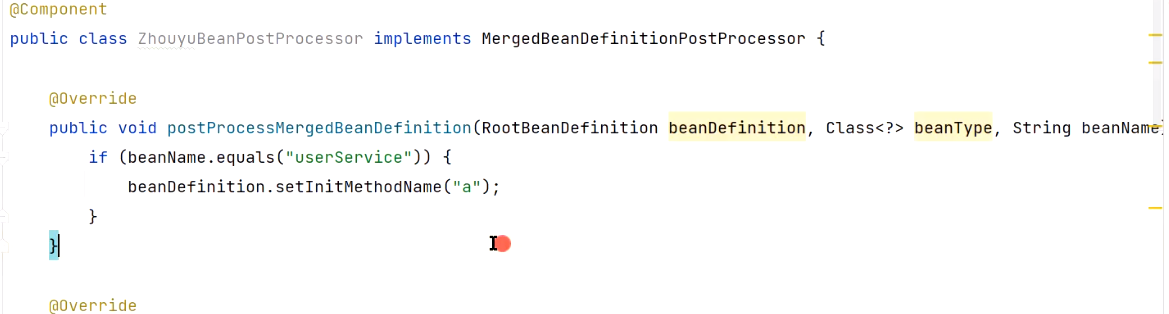 @Component
public class ZhouyuBeanPostProcessor implements MergedBeanDefinitionPostProcessor {
@Override
public void postProcessMergedBeanDefinition(RootBeanDefinition beanDefinition, Class<?> beanType, String beanName)
if (beanName.equals("userService")) {
beanDefinition.setInitMethodName("a");
}
}
@Override